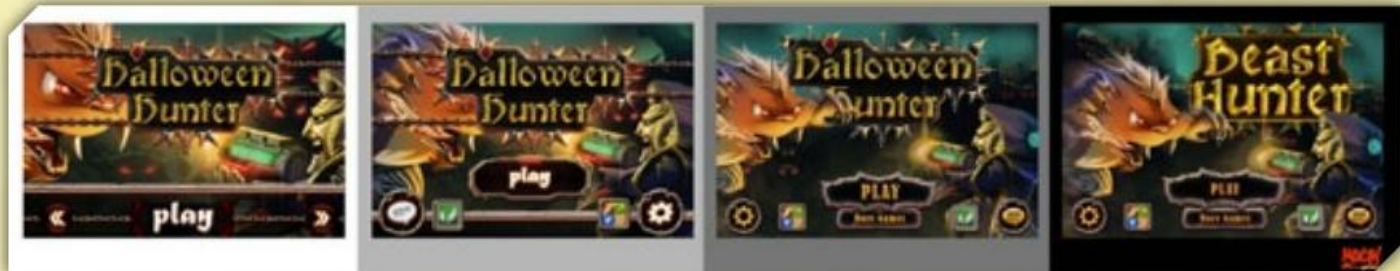 Halloween
Hunter
play
Halloween
Hunter
play
Halloween
Hunter
PLAY
More Games
Beast
Hunter
PLAY
More Games